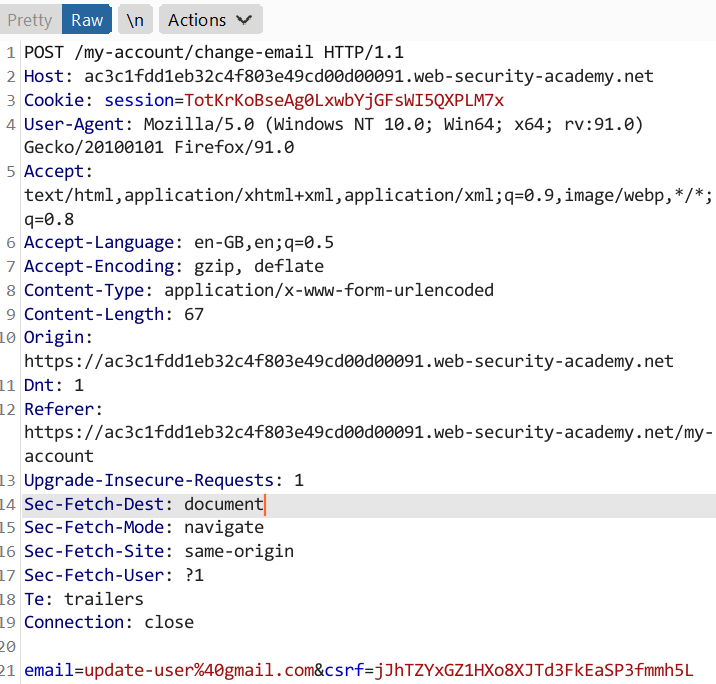 Pretty Raw \n Actions
1 POST /my-account/change-email HTTP/1.1
2 Host: ac3c1fdd1eb32c4f803e49cd00d00091.web-security-academy.net
3 Cookie: session=TotKrKoBseAg0LxwbYjGFsWI5QXPLM7x
4 User-Agent: Mozilla/5.0 (Windows NT 10.0; Win64; x64; rv:91.0)
Gecko/20100101 Firefox/91.0
5 Accept:
text/html,application/xhtml+xml,application/xml;q=0.9,image/webp,*/*;
q=0.8
6 Accept-Language: en-GB,en;q=0.5
7 Accept-Encoding: gzip, deflate
8 Content-Type: application/x-www-form-urlencoded
9 Content-Length: 67
10 Origin:
https://ac3c1fdd1eb32c4f803e49cd00d00091.web-security-academy.net
11 Dnt: 1
12 Referer:
https://ac3c1fdd1eb32c4f803e49cd00d00091.web-security-academy.net/my-
account
13 Upgrade-Insecure-Requests: 1
14 Sec-Fetch-Dest: document
15 Sec-Fetch-Mode: navigate
16 Sec-Fetch-Site: same-origin
17 Sec-Fetch-User: ?1
18 Te: trailers
19 Connection: close
20
21 email=update-user%40gmail.com&csrf=jJhTZYxGZ1HXo8XJTd3FkEaSP3fmmh5L